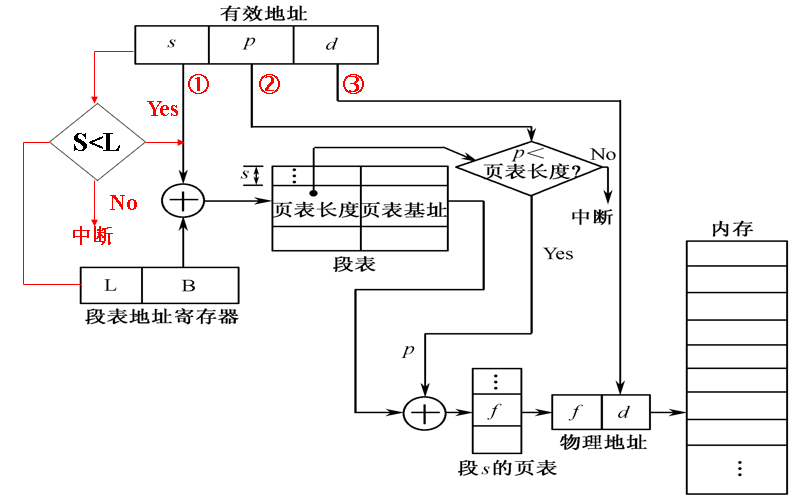 有效地址
s p d
① ② ③
Yes
S<L
No
中断
s
⋮
页表长度 页表基址
段表
p<
页表长度?
No
中断
Yes
L B
段表地址寄存器
内存
p
⋮
f
段s的页表
f d
物理地址
⋮